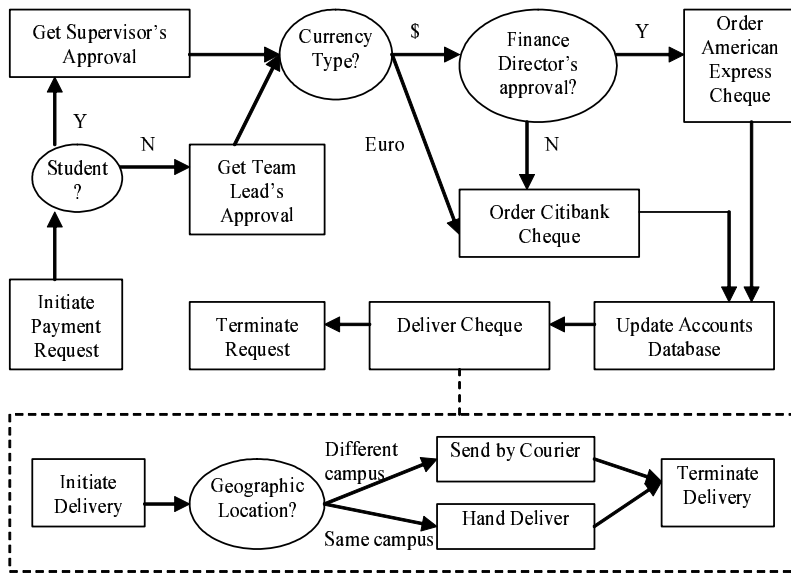 Get Supervisor's
Approval
Currency
Type?
$
Finance
Director's
approval?
Y
Order
American
Express
Cheque
Y
N
Student
?
Get Team
Lead's
Approval
Euro
N
Order Citibank
Cheque
Initiate
Payment
Request
Terminate
Request
Deliver Cheque
Update Accounts
Database
Initiate
Delivery
Geographic
Location?
Different
campus
Same campus
Send by Courier
Hand Deliver
Terminate
Delivery